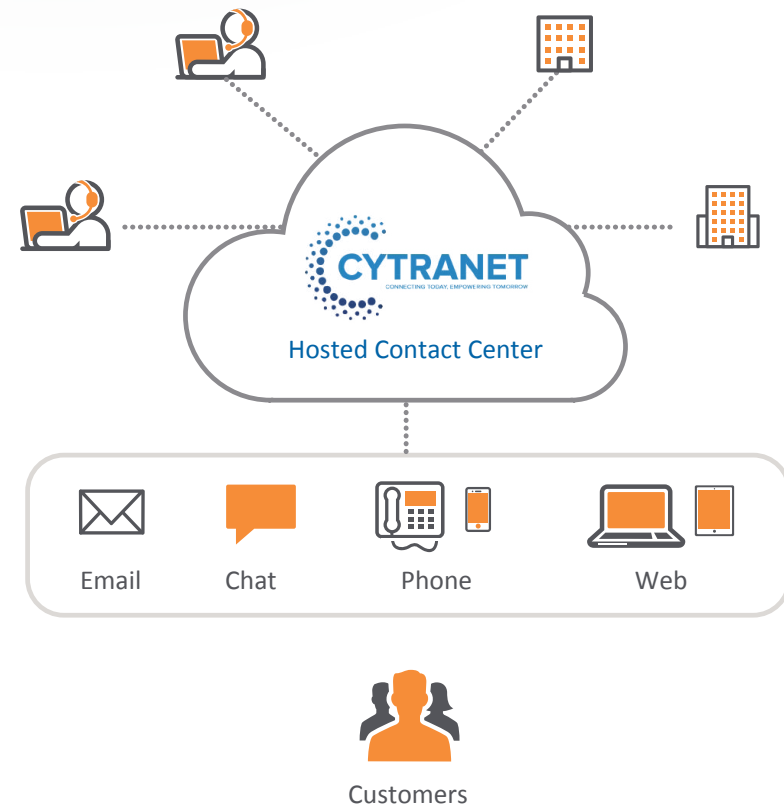 CYTRANET
CONNECTING TODAY, EMPOWERING TOMORROW
Hosted Contact Center
Email
Chat
Phone
Web
Customers